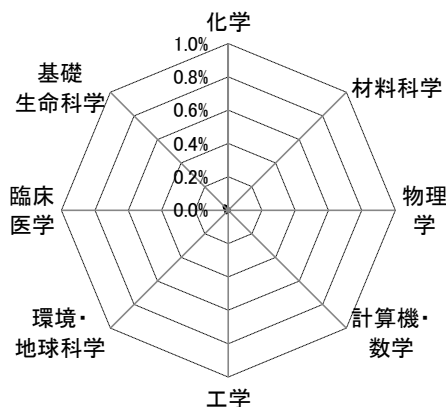 化学
1.0%
0.8%
0.6%
0.4%
0.2%
0.0%
材料科学
物理
学
計算機・
数学
工学
環境・
地球科学
臨床
医学
基礎
生命科学